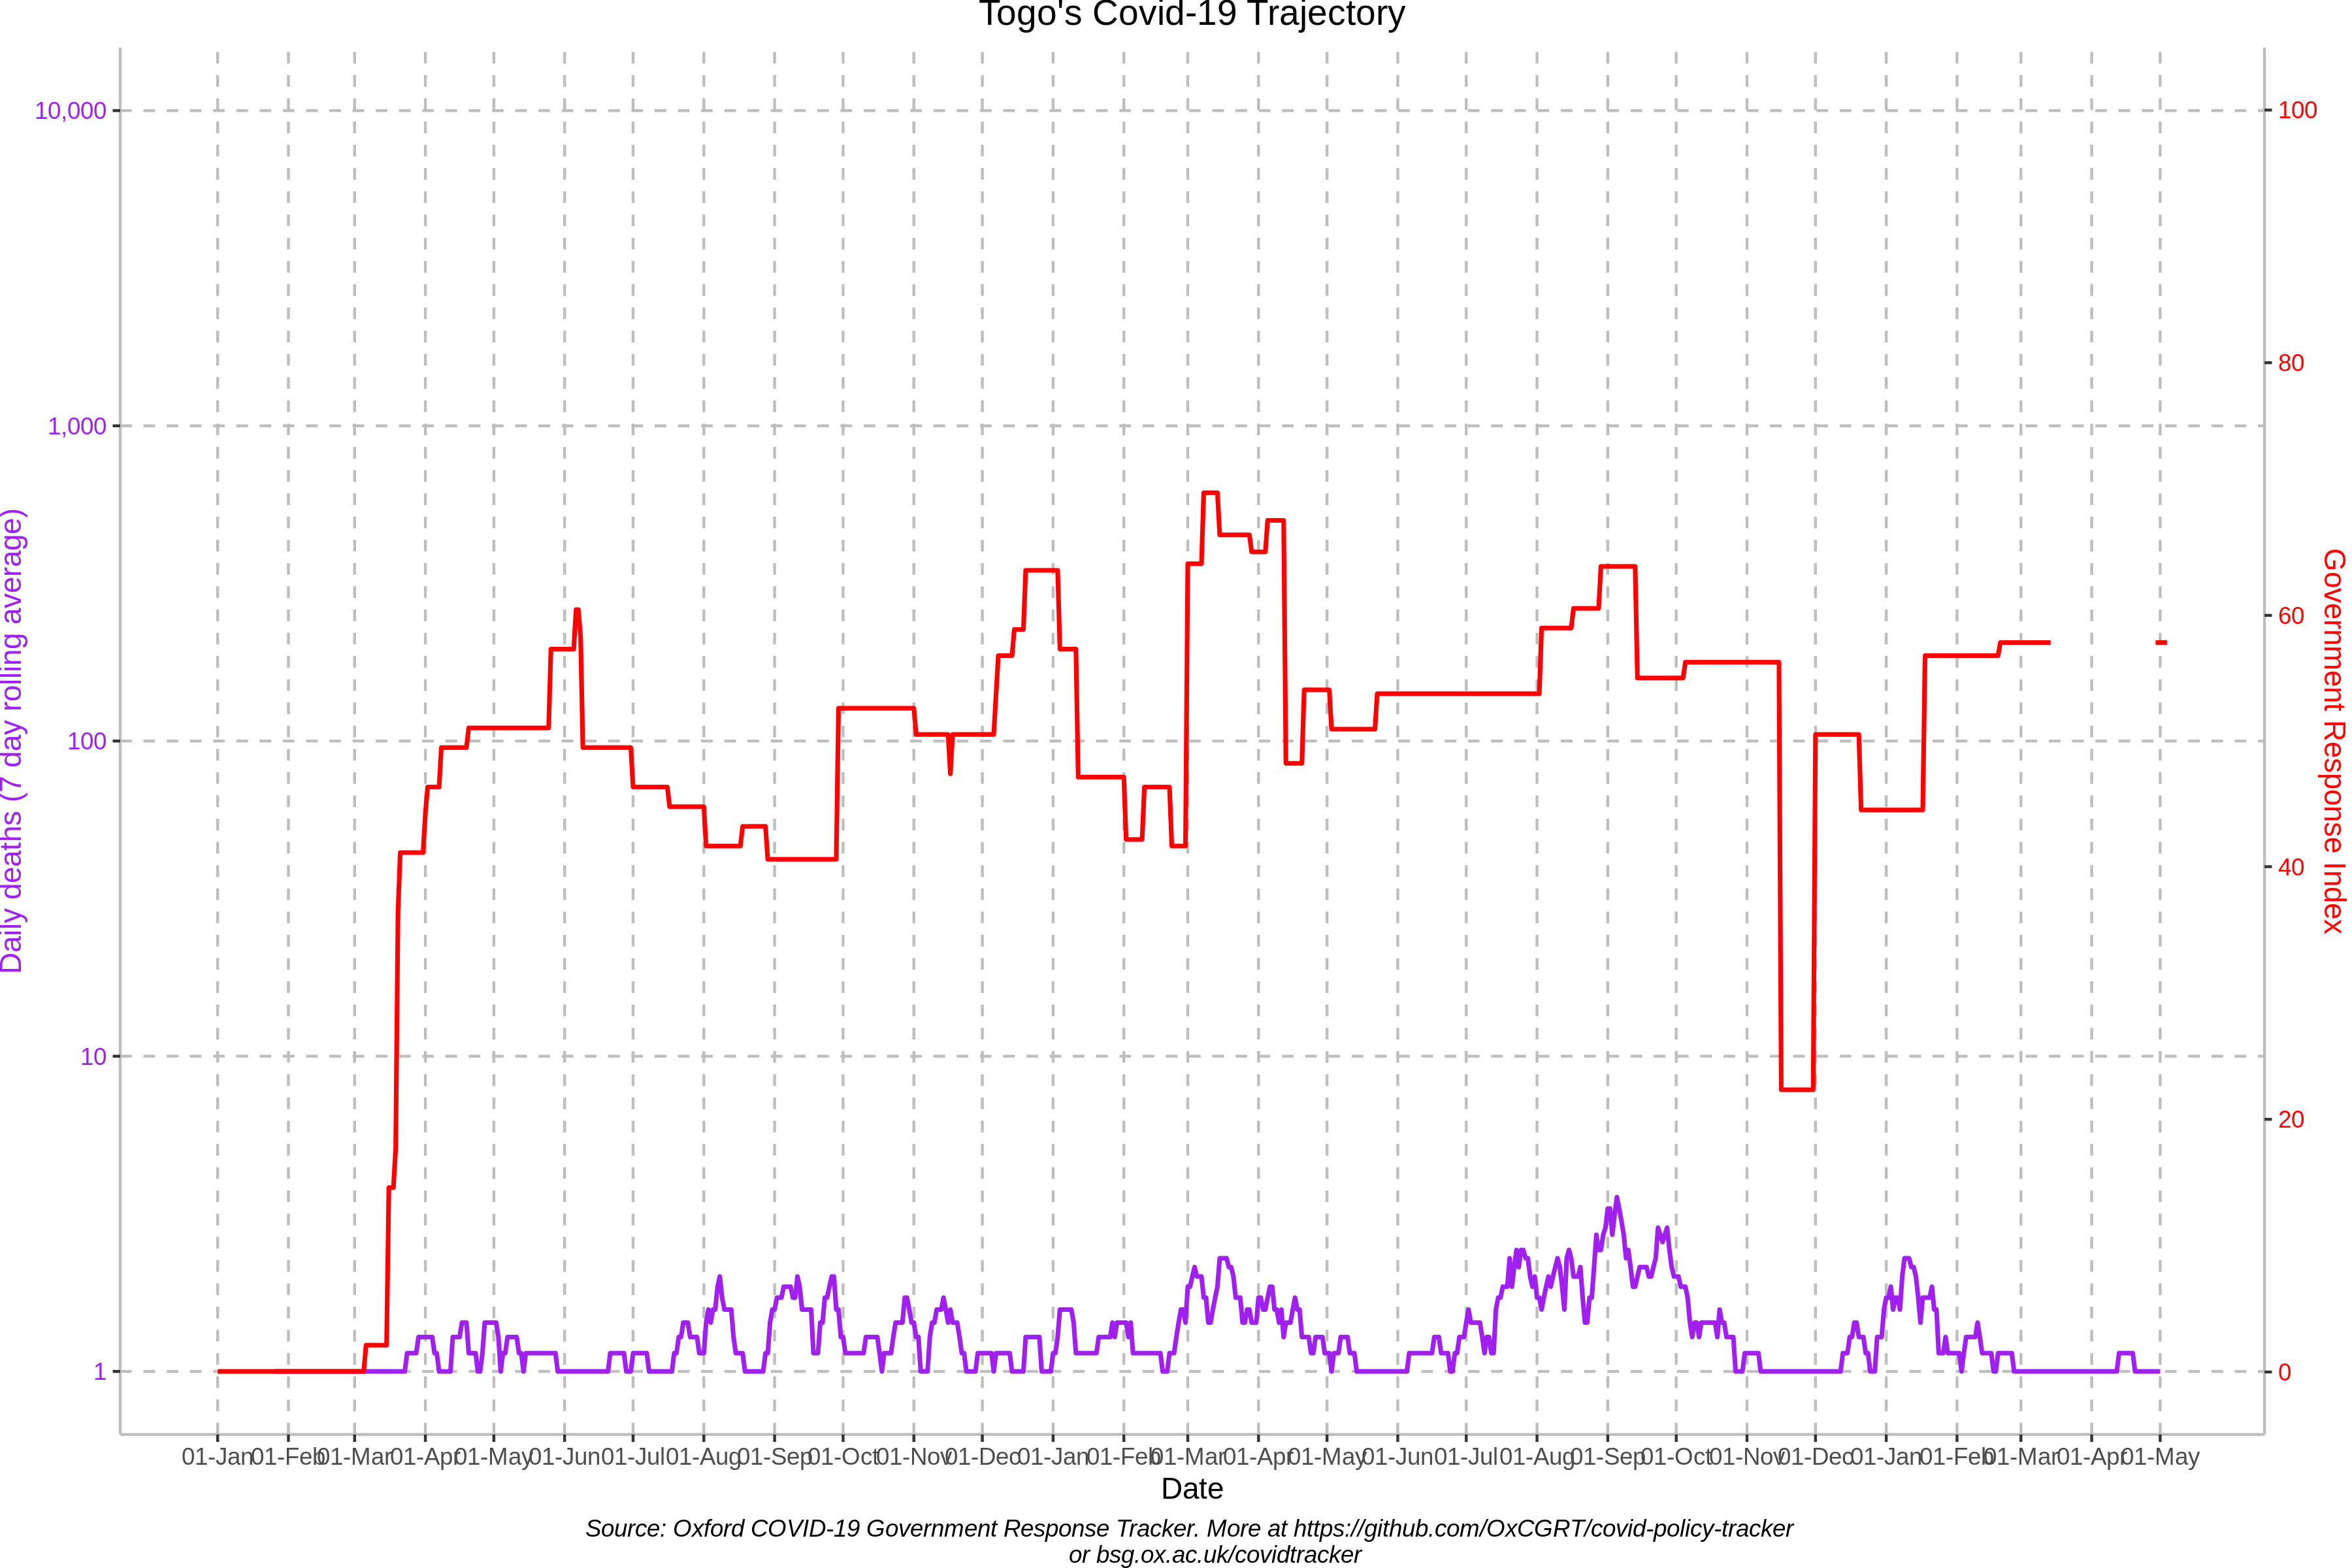 Togo's Covid-19 Trajectory
10,000
1,000
100
10
1
Daily deaths (7 day rolling average)
100
80
60
40
20
0
Government Response Index
01-Jan 01-Feb 01-Mar 01-Apr 01-May 01-Jun 01-Jul 01-Aug 01-Sep 01-Oct 01-Nov 01-Dec 01-Jan 01-Feb 01-Mar 01-Apr 01-May 01-Jun 01-Jul 01-Aug 01-Sep 01-Oct 01-Nov 01-Dec 01-Jan 01-Feb 01-Mar 01-Apr 01-May
Date
Source: Oxford COVID-19 Government Response Tracker. More at https://github.com/OxCGRT/covid-policy-tracker
or bsg.ox.ac.uk/covidtracker